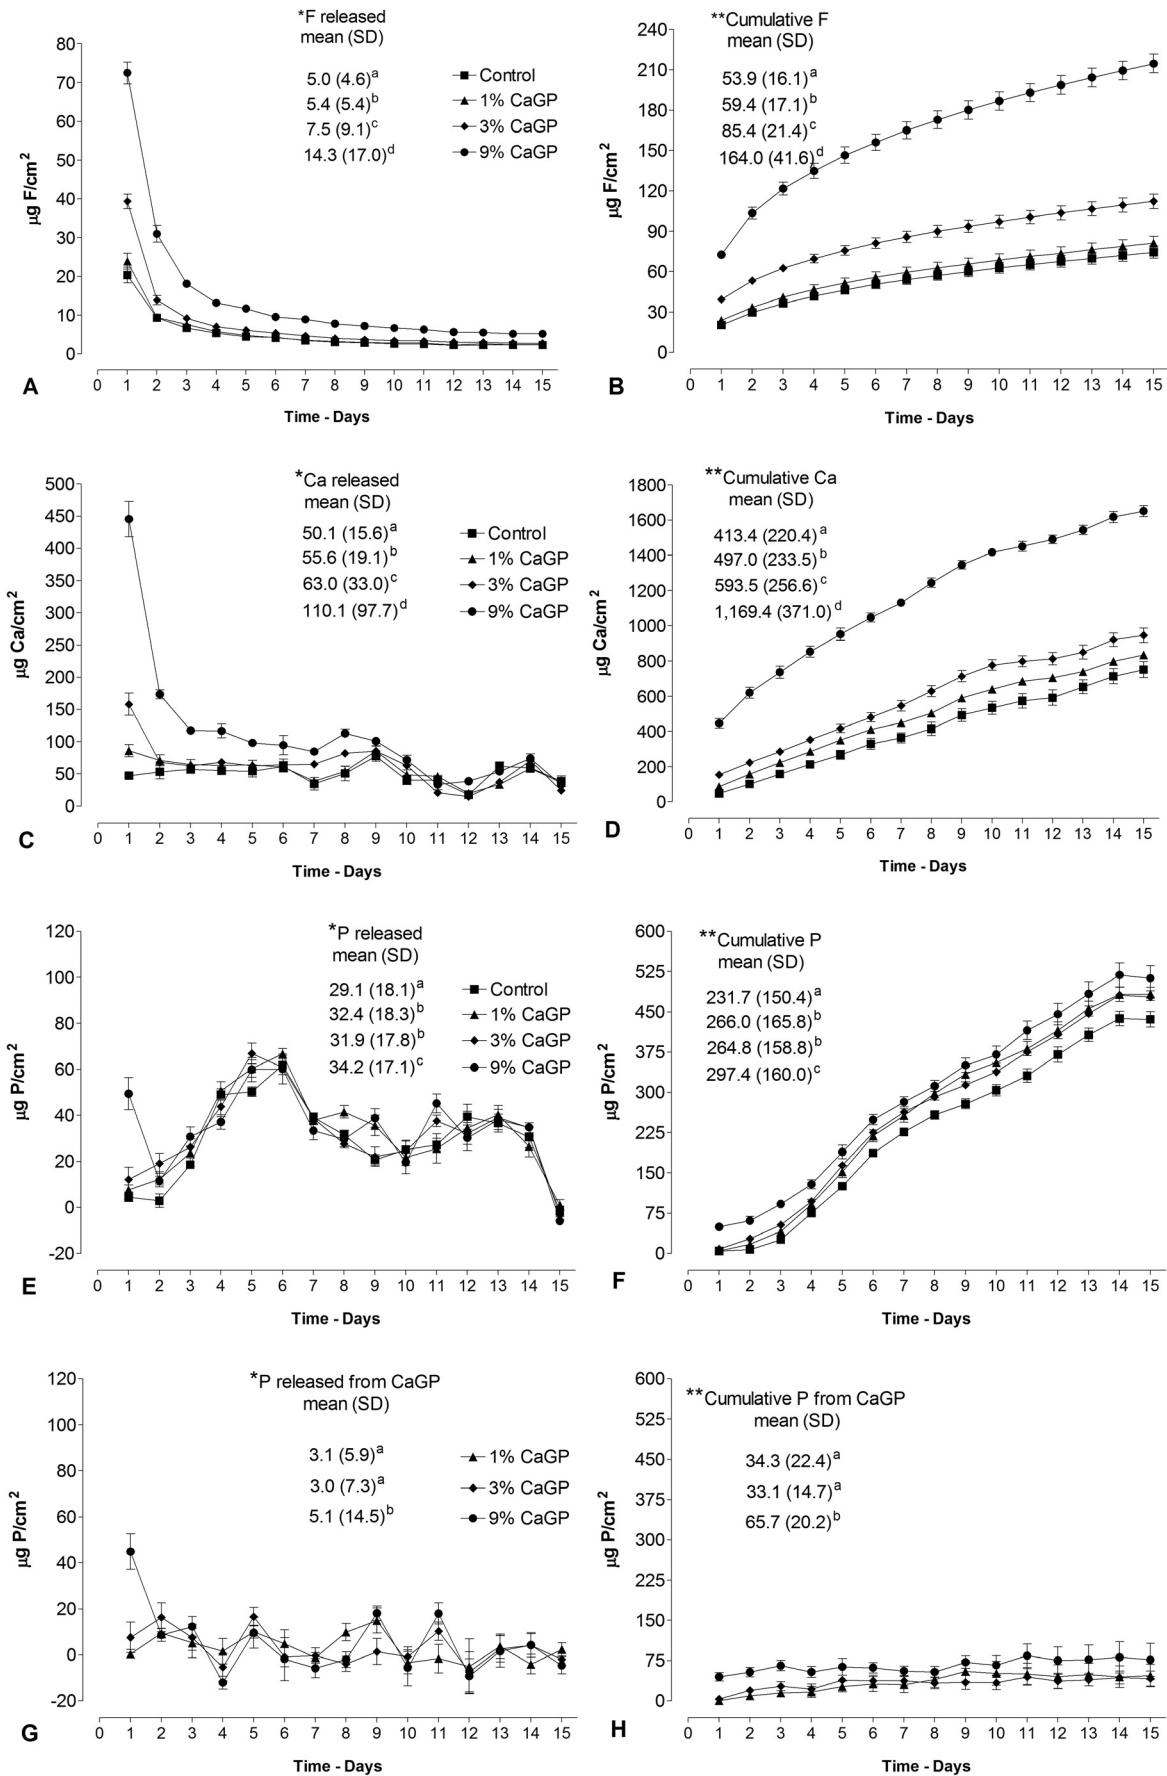 *F released
mean (SD)
5.0 (4.6)a
5.4 (5.4)b
7.5 (9.1)c
14.3 (17.0)d
Control
1% CaGP
3% CaGP
9% CaGP
80
70
60
50
40
30
20
10
0
µg F/cm2
0 1 2 3 4 5 6 7 8 9 10 11 12 13 14 15
A
Time - Days
**Cumulative F
mean (SD)
53.9 (16.1)a
59.4 (17.1)b
85.4 (21.4)c
164.0 (41.6)d
240
210
180
150
120
90
60
30
0
µg F/cm2
0 1 2 3 4 5 6 7 8 9 10 11 12 13 14 15
B
Time - Days
*Ca released
mean (SD)
50.1 (15.6)a
55.6 (19.1)b
63.0 (33.0)c
110.1 (97.7)d
Control
1% CaGP
3% CaGP
9% CaGP
500
450
400
350
300
250
200
150
100
50
0
µg Ca/cm2
0 1 2 3 4 5 6 7 8 9 10 11 12 13 14 15
C
Time - Days
**Cumulative Ca
mean (SD)
413.4 (220.4)a
497.0 (233.5)b
593.5 (256.6)c
1,169.4 (371.0)d
1800
1600
1400
1200
1000
800
600
400
200
0
µg Ca/cm2
0 1 2 3 4 5 6 7 8 9 10 11 12 13 14 15
D
Time - Days
*P released
mean (SD)
29.1 (18.1)a
32.4 (18.3)b
31.9 (17.8)b
34.2 (17.1)c
Control
1% CaGP
3% CaGP
9% CaGP
120
100
80
60
40
20
0
-20
µg P/cm2
0 1 2 3 4 5 6 7 8 9 10 11 12 13 14 15
E
Time - Days
**Cumulative P
mean (SD)
231.7 (150.4)a
266.0 (165.8)b
264.8 (158.8)b
297.4 (160.0)c
600
525
450
375
300
225
150
75
0
µg P/cm2
0 1 2 3 4 5 6 7 8 9 10 11 12 13 14 15
F
Time - Days
*P released from CaGP
mean (SD)
3.1 (5.9)a
3.0 (7.3)a
5.1 (14.5)b
1% CaGP
3% CaGP
9% CaGP
120
100
80
60
40
20
0
-20
µg P/cm2
0 1 2 3 4 5 6 7 8 9 10 11 12 13 14 15
G
Time - Days
**Cumulative P from CaGP
mean (SD)
34.3 (22.4)a
33.1 (14.7)a
65.7 (20.2)b
600
525
450
375
300
225
150
75
0
µg P/cm2
0 1 2 3 4 5 6 7 8 9 10 11 12 13 14 15
H
Time - Days